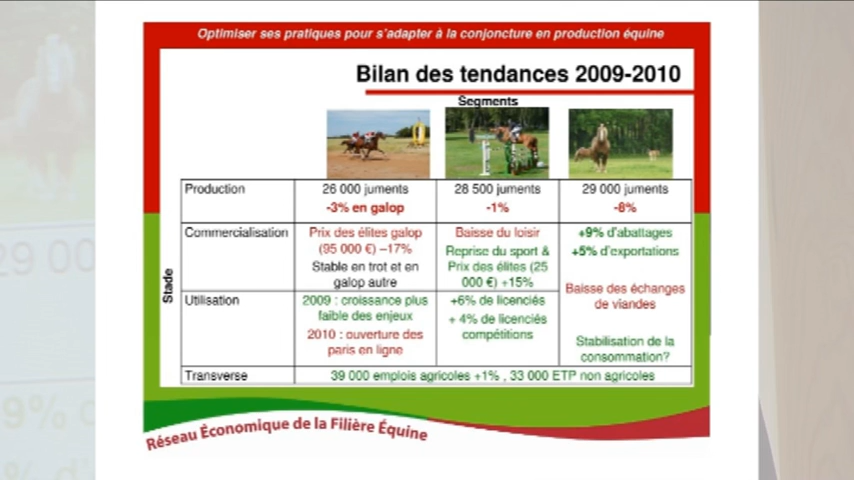 Optimiser ses pratiques pour s'adapter à la conjoncture en production équine
Bilan des tendances 2009-2010
Segments
Stade
Production
26 000 juments
-3% en galop
28 500 juments
-1%
29 000 juments
-8%
Commercialisation
Prix des élites galop
(95 000 €) –17%
Stable en trot et en
galop autre
Baisse du loisir
Reprise du sport &
Prix des élites (25
000 €) +15%
+9% d'abattages
+5% d'exportations
Baisse des échanges
de viandes
Stabilisation de la
consommation?
Utilisation
2009 : croissance plus
faible des enjeux
2010 : ouverture des
paris en ligne
+6% de licenciés
+ 4% de licenciés
compétitions
Transverse
39 000 emplois agricoles +1% , 33 000 ETP non agricoles
Réseau Économique de la Filière Équine
29 00
9%